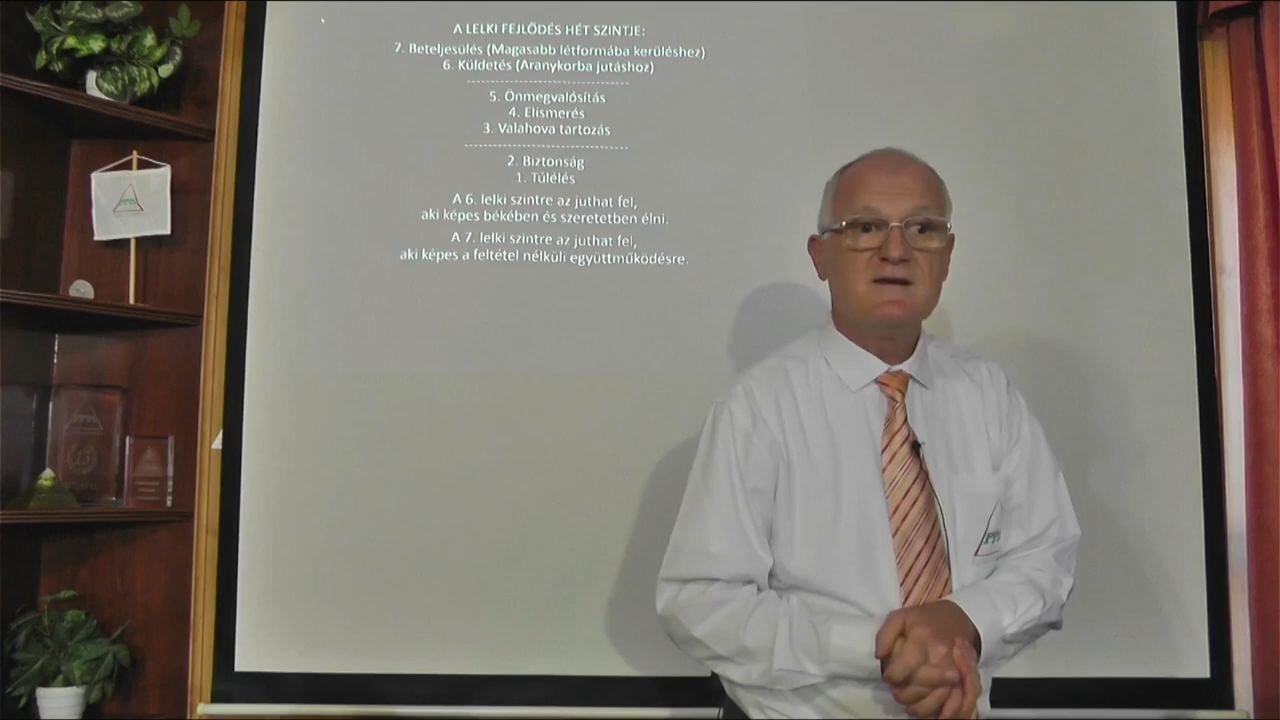 A LELKI FEJLŐDÉS HÉT SZINTJE:
7. Beteljesülés (Magasabb létformába kerüléshez)
6. Küldetés (Aranykorba jutáshoz)
5. Önmegvalósítás
4. Elismerés
3. Valahova tartozás
2. Biztonság
1. Túlélés
A 6. lelki szintre az juthat fel,
aki képes békében és szeretetben élni.
A 7. lelki szintre az juthat fel,
aki képes a feltétel nélküli együttműködésre.
13